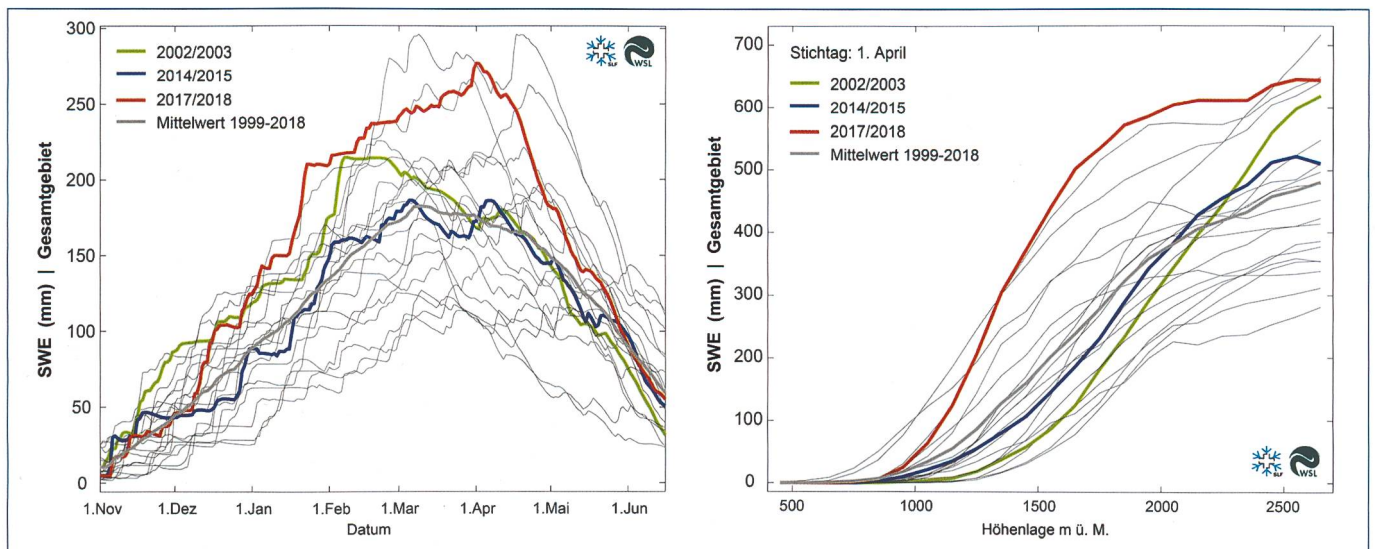 300
250
200
150
100
50
0
SWE (mm) | Gesamtgebiet
2002/2003
2014/2015
2017/2018
Mittelwert 1999-2018
SLF
WSL
1.Nov
1.Dez
1.Jan
1.Feb
1.Mar
1.Apr
1.Mai
1.Jun
Datum
700
600
500
400
300
200
100
0
SWE (mm) | Gesamtgebiet
Stichtag: 1. April
2002/2003
2014/2015
2017/2018
Mittelwert 1999-2018
SLF
WSL
500
1000
1500
2000
2500
Höhenlage m ü. M.